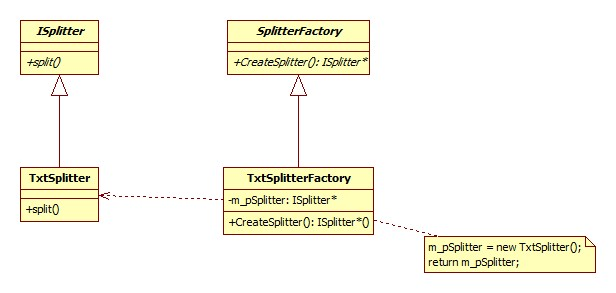 ISplitter
+split()
SplitterFactory
+CreateSplitter(): ISplitter*
TxtSplitter
+split()
TxtSplitterFactory
-m_pSplitter: ISplitter*
+CreateSplitter(): ISplitter*()
m_pSplitter = new TxtSplitter();
return m_pSplitter;